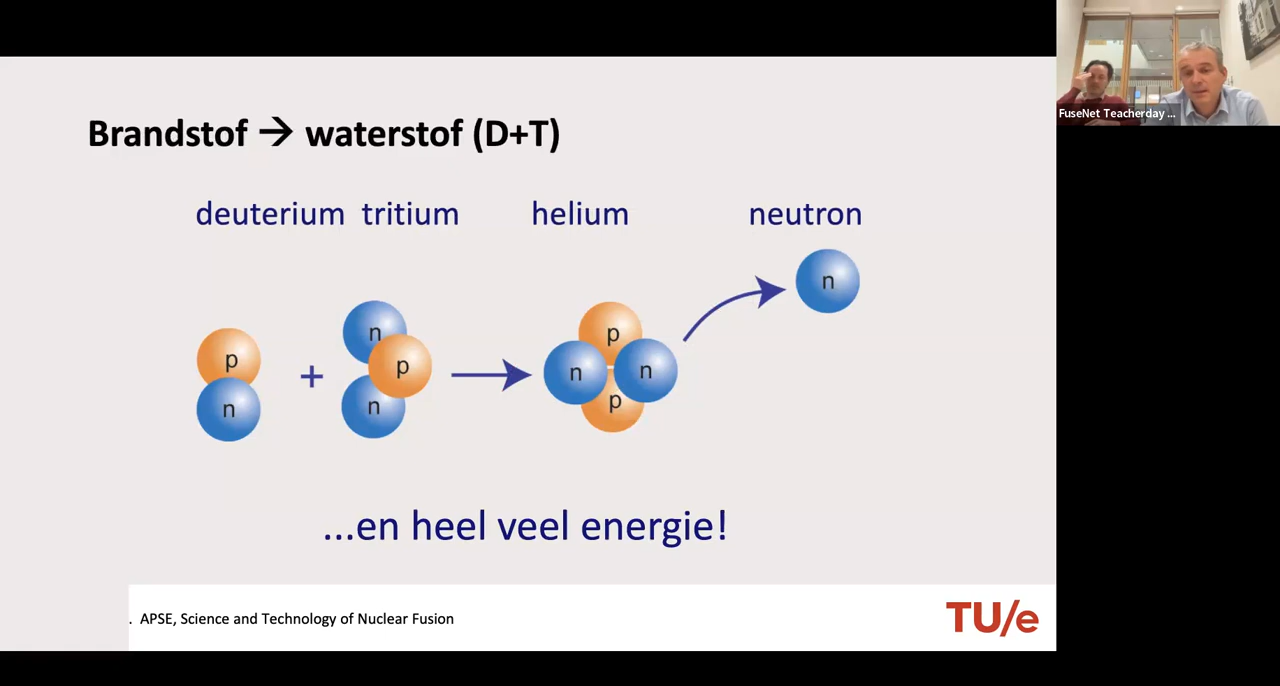 Brandstof → waterstof (D+T)
deuterium tritium helium neutron
n
n
p
p
p
+
n
n
n
n
p
...en heel veel energie!
. APSE, Science and Technology of Nuclear Fusion
TU/e
FuseNet Teacherday ...